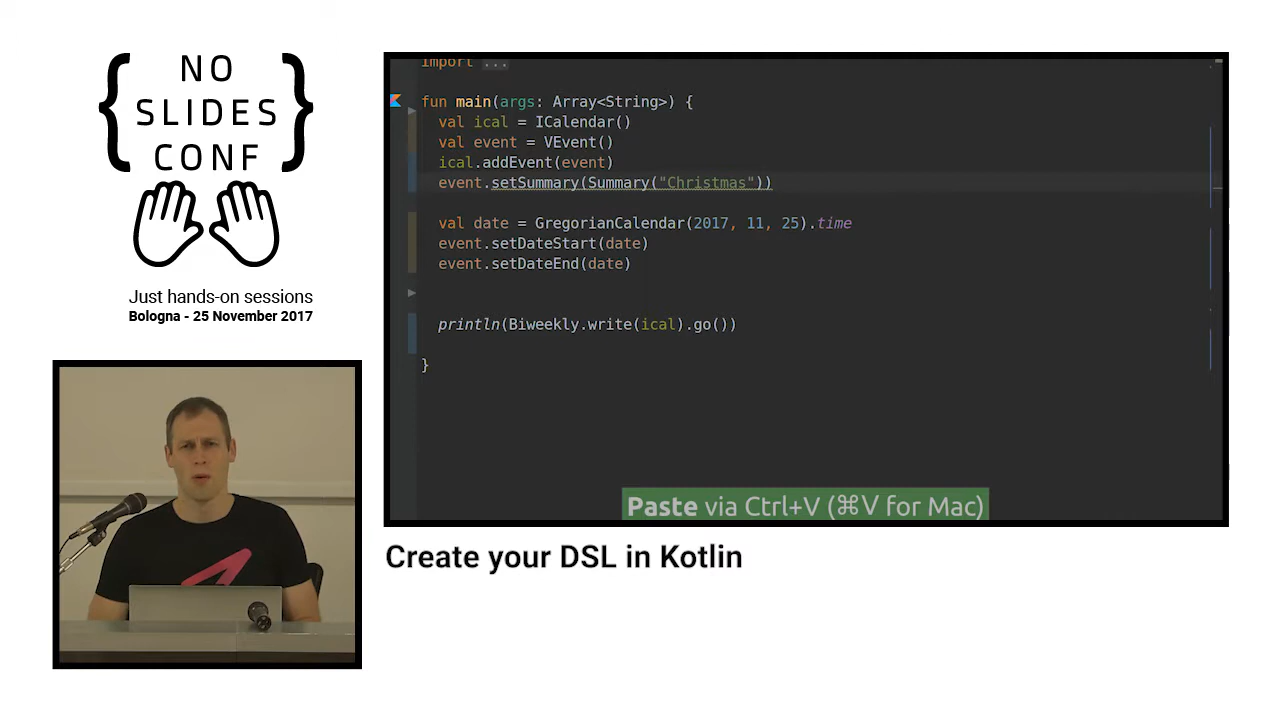 { NO
SLIDES
CONF }
Just hands-on sessions
Bologna - 25 November 2017
import ...
fun main(args: Array<String>) {
val ical = ICalendar()
val event = VEvent()
ical.addEvent(event)
event.setSummary(Summary("Christmas"))
val date = GregorianCalendar(2017, 11, 25).time
event.setDateStart(date)
event.setDateEnd(date)
println(Biweekly.write(ical).go())
}
Paste via Ctrl+V (⌘V for Mac)
Create your DSL in Kotlin